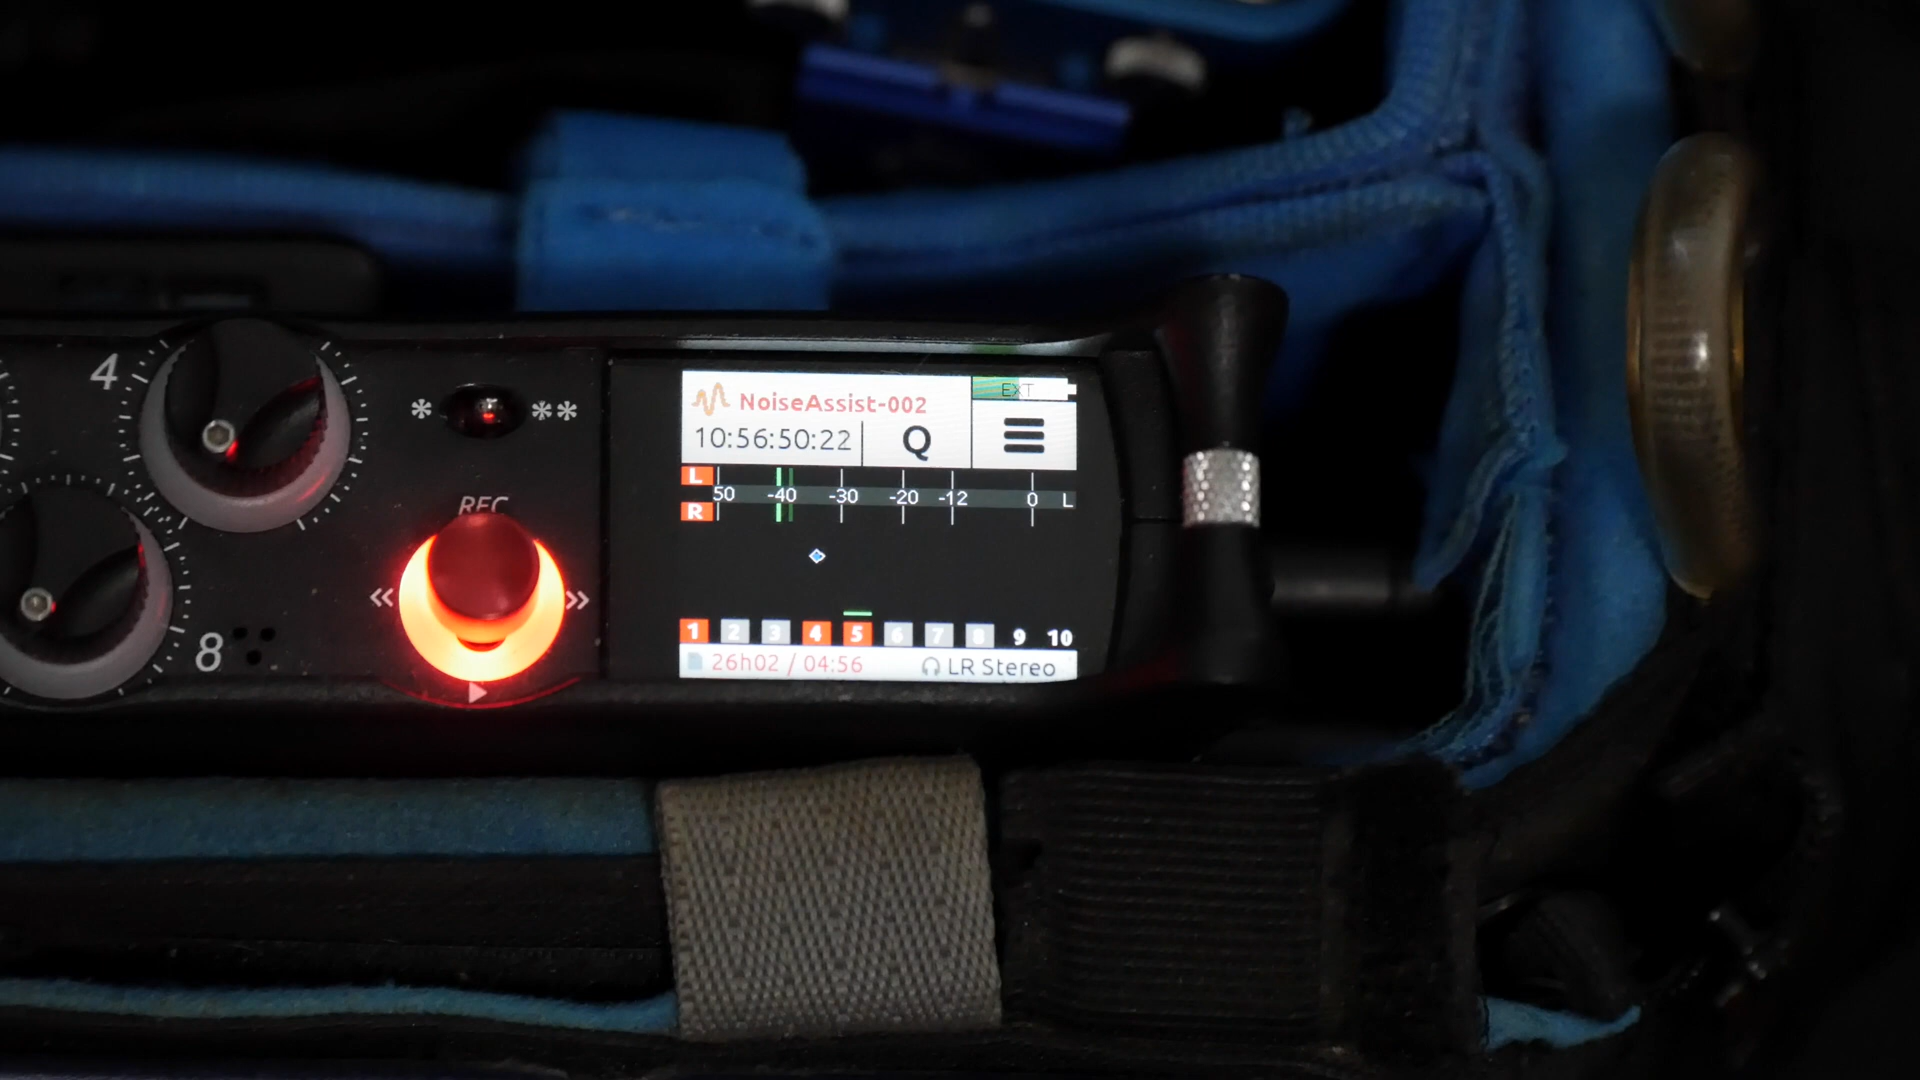 4
* **
REC
« »
8
NoiseAssist-002
EXT
10:56:50:22 Q
L
50 -40 -30 -20 -12 0 L
R
1 2 3 4 5 6 7 8 9 10
26h02 / 04:56 LR Stereo